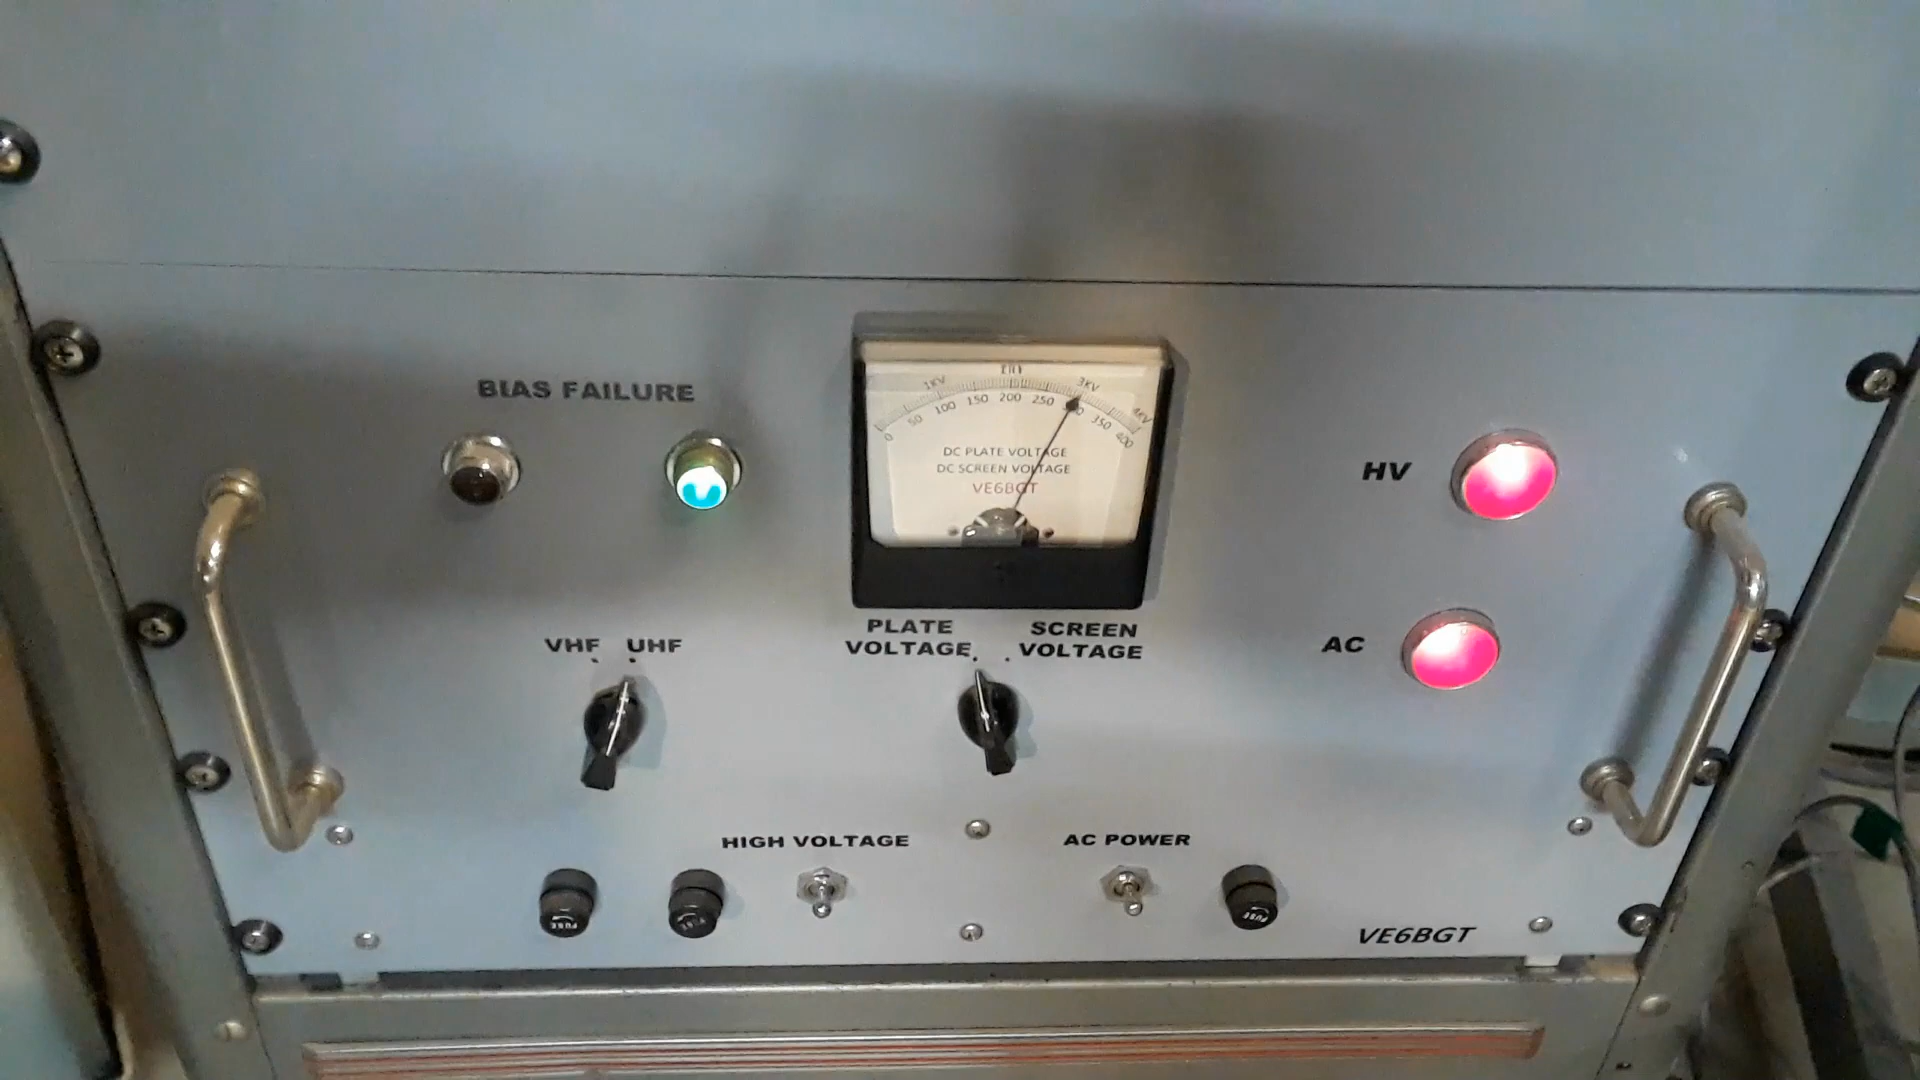 BIAS FAILURE
1KV
3KV
4KV
0 50 100 150 200 250 350 400
DC PLATE VOLTAGE
DC SCREEN VOLTAGE
VE6BGT
HV
PLATE VOLTAGE
SCREEN VOLTAGE
VHF UHF
AC
HIGH VOLTAGE
AC POWER
FUSE
FUSE
FUSE
VE6BGT